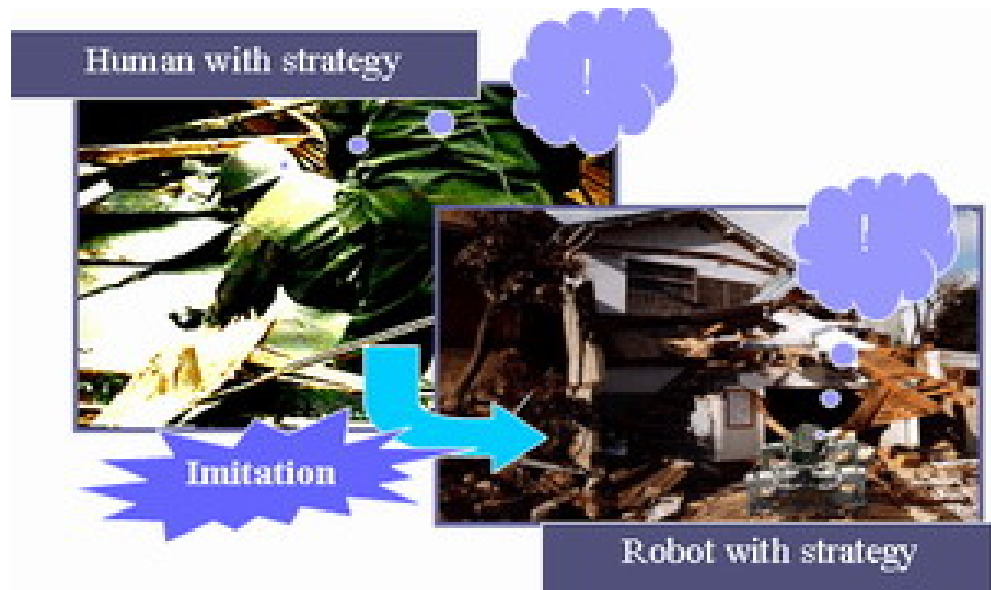 Human with strategy
!
!
Imitation
Robot with strategy